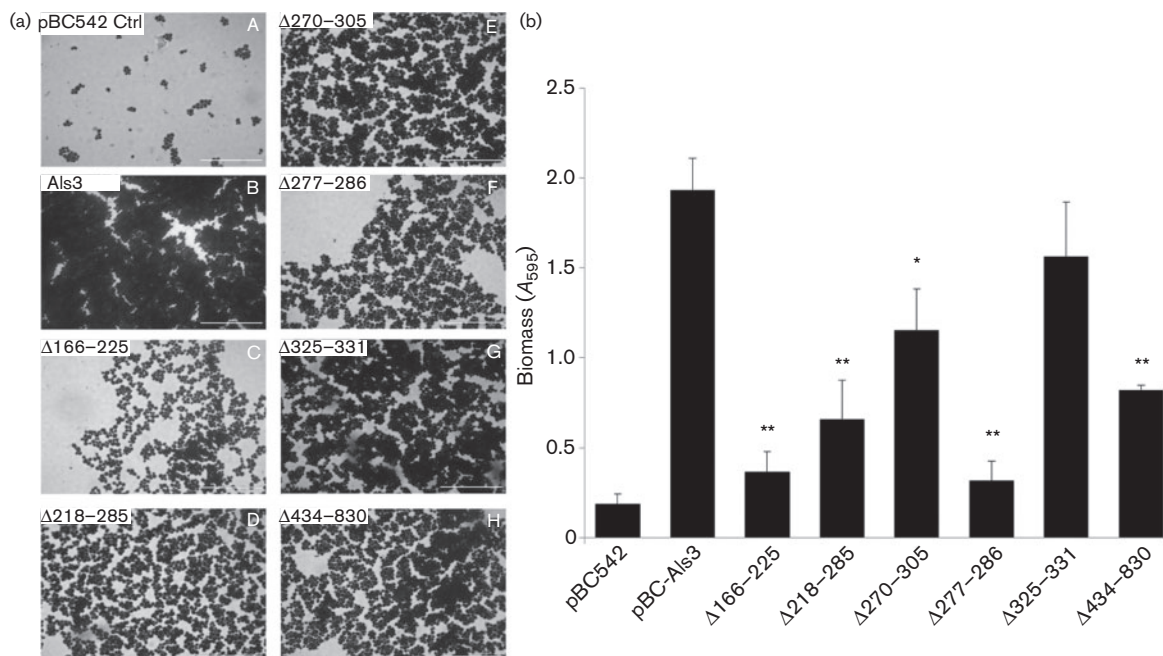 (a)
pBC542 Ctrl
A
Δ270–305
E
Als3
B
Δ277–286
F
Δ166–225
C
Δ325–331
G
Δ218–285
D
Δ434–830
H
(b)
Biomass (A595)
2.5
2.0
1.5
1.0
0.5
0
**
**
*
**
**
pBC542
pBC-Als3
Δ166–225
Δ218–285
Δ270–305
Δ277–286
Δ325–331
Δ434–830